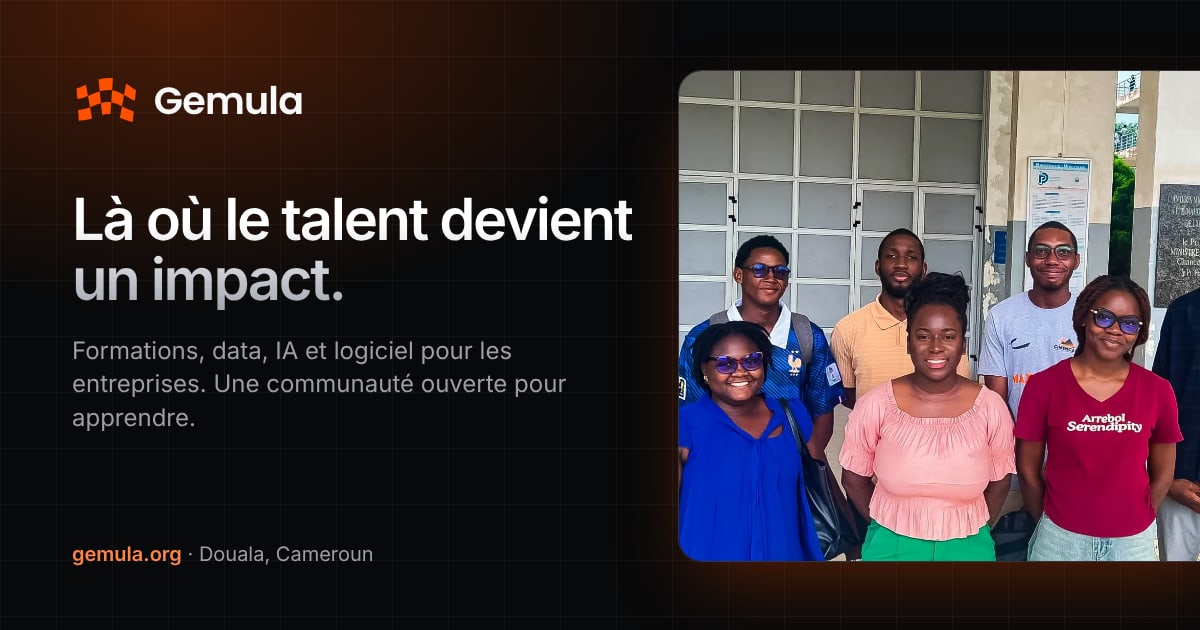 Gemula
Là où le talent devient
un impact.
Formations, data, IA et logiciel pour les
entreprises. Une communauté ouverte pour
apprendre.
gemula.org · Douala, Cameroun
Arrebol
Serendipity